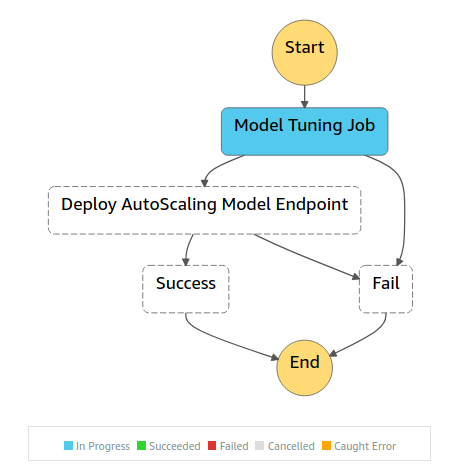 Start
Model Tuning Job
Deploy AutoScaling Model Endpoint
Success
Fail
End
In Progress Succeeded Failed Cancelled Caught Error